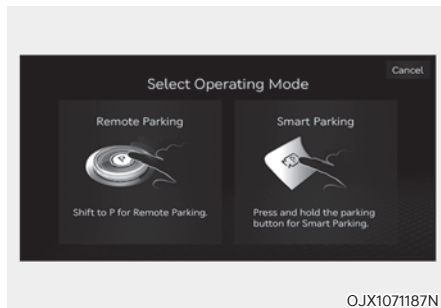 Cancel
Select Operating Mode
Remote Parking
Smart Parking
P
Shift to P for Remote Parking.
Press and hold the parking
button for Smart Parking.
OJX1071187N